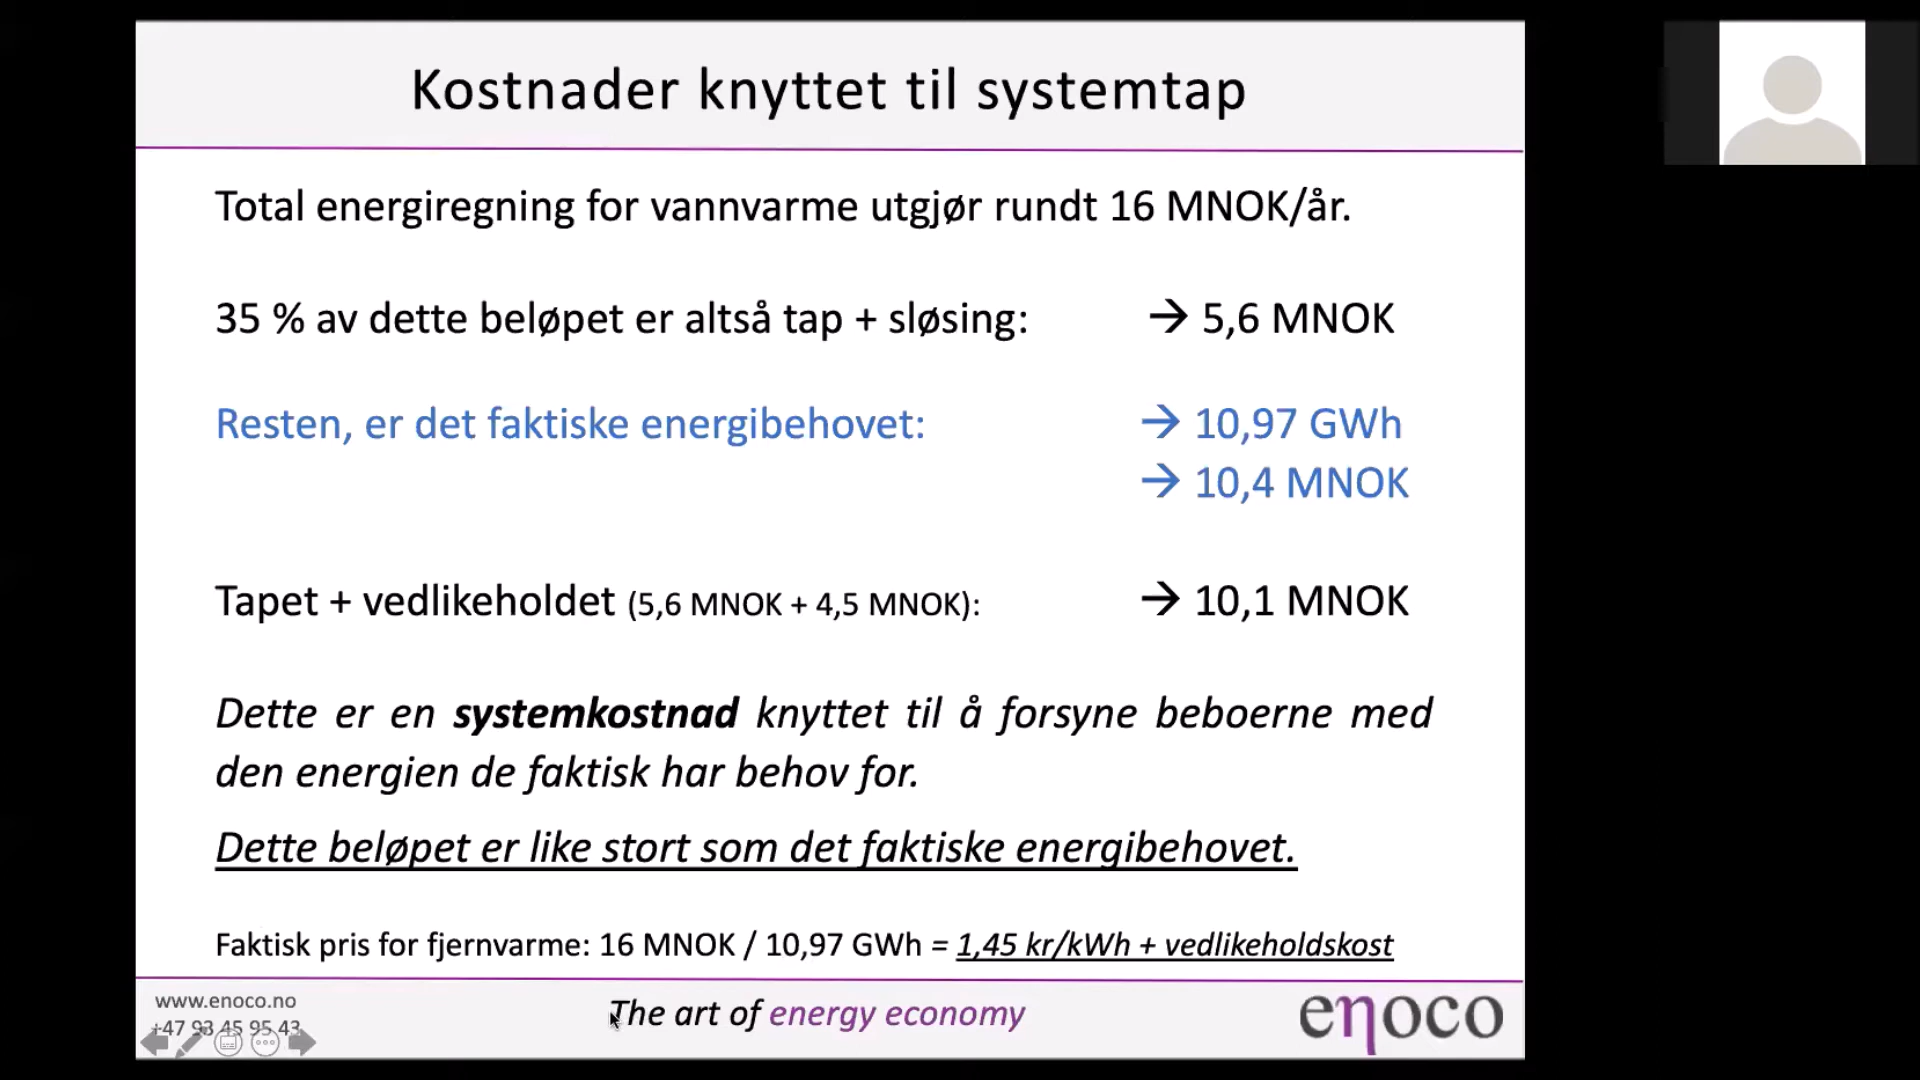 Kostnader knyttet til systemtap
Total energiregning for vannvarme utgjør rundt 16 MNOK/år.
35 % av dette beløpet er altså tap + sløsing: → 5,6 MNOK
Resten, er det faktiske energibehovet: → 10,97 GWh
→ 10,4 MNOK
Tapet + vedlikeholdet (5,6 MNOK + 4,5 MNOK): → 10,1 MNOK
Dette er en systemkostnad knyttet til å forsyne beboerne med
den energien de faktisk har behov for.
Dette beløpet er like stort som det faktiske energibehovet.
Faktisk pris for fjernvarme: 16 MNOK / 10,97 GWh = 1,45 kr/kWh + vedlikeholdskost
www.enoco.no
+47 93 45 95 43
The art of energy economy
enoco